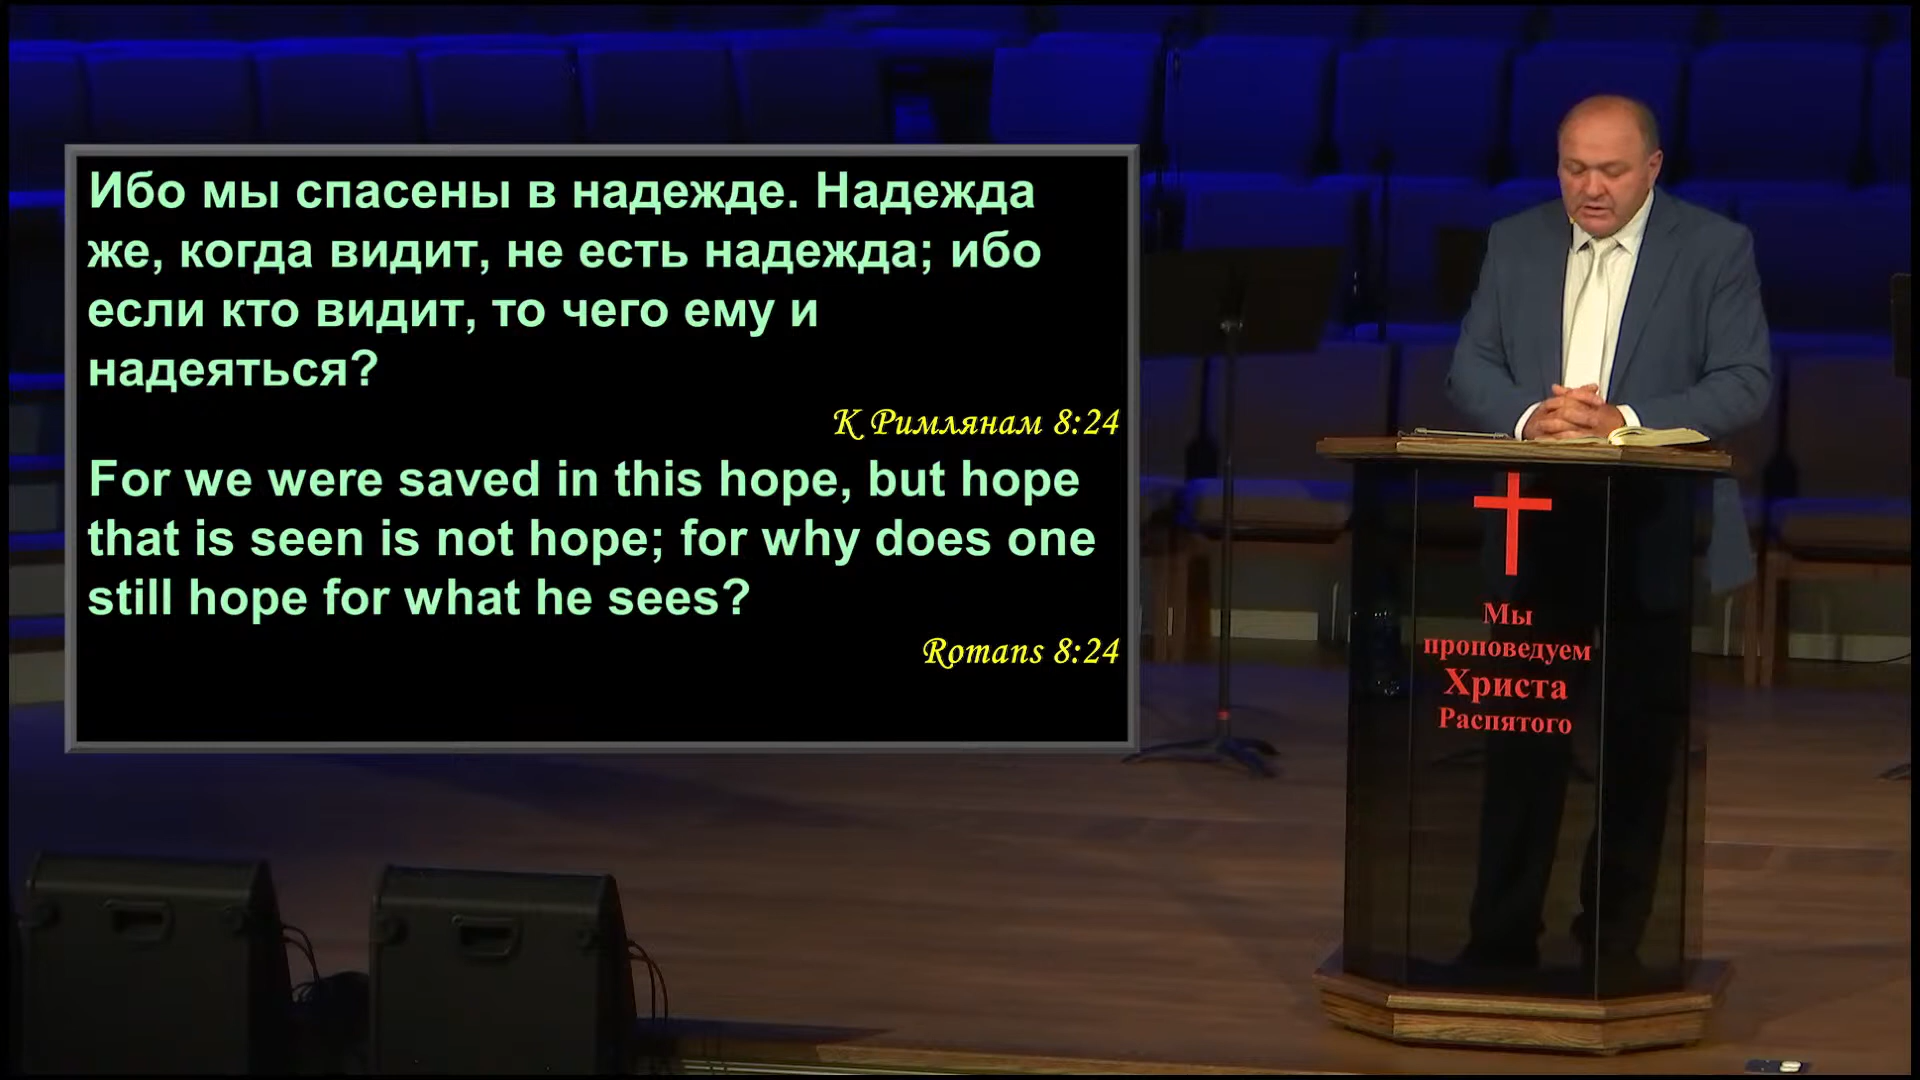 Ибо мы спасены в надежде. Надежда
же, когда видит, не есть надежда; ибо
если кто видит, то чего ему и
надеяться?
К Римлянам 8:24
For we were saved in this hope, but hope
that is seen is not hope; for why does one
still hope for what he sees?
Romans 8:24
Мы
проповедуем
Христа
Распятого